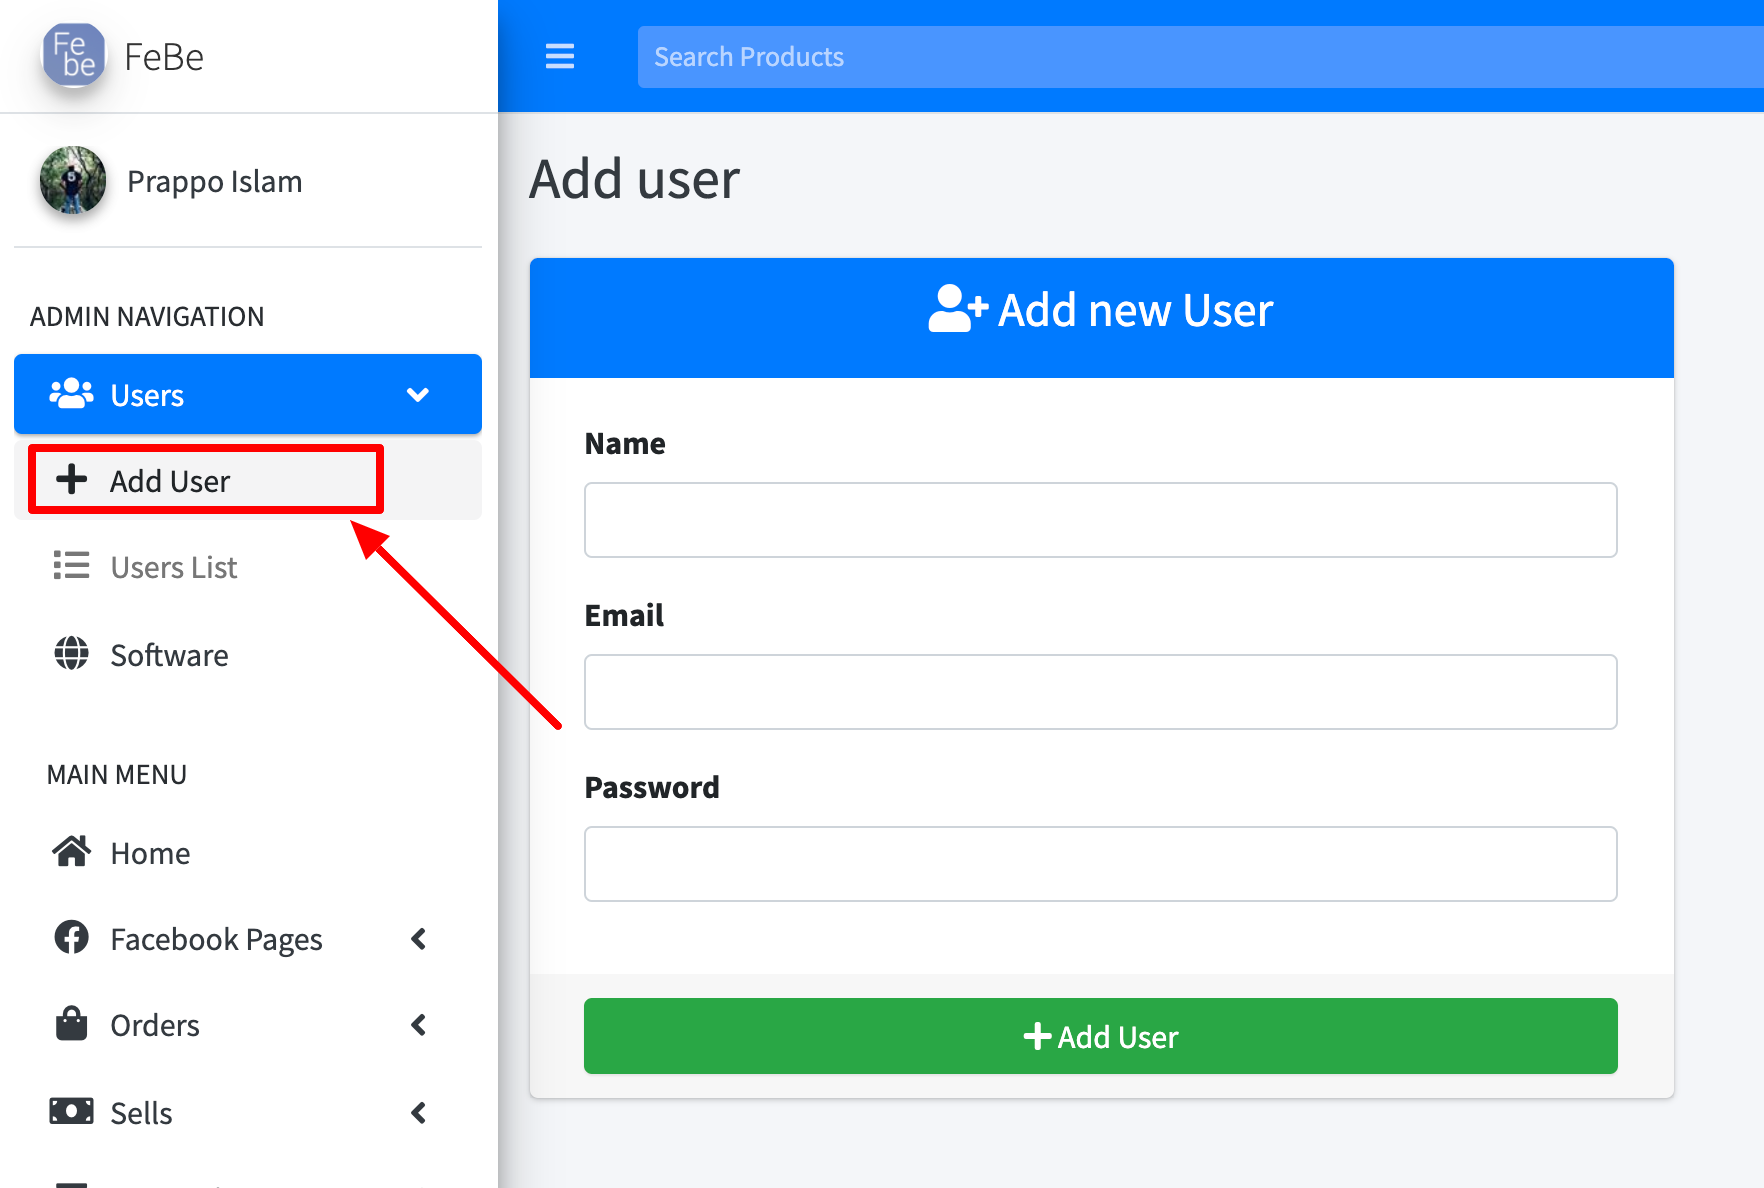 Fe
be
FeBe
Search Products
Prappo Islam
Add user
ADMIN NAVIGATION
Users
Add User
Users List
Software
MAIN MENU
Home
Facebook Pages
Orders
Sells
Add new User
Name
Email
Password
Add User